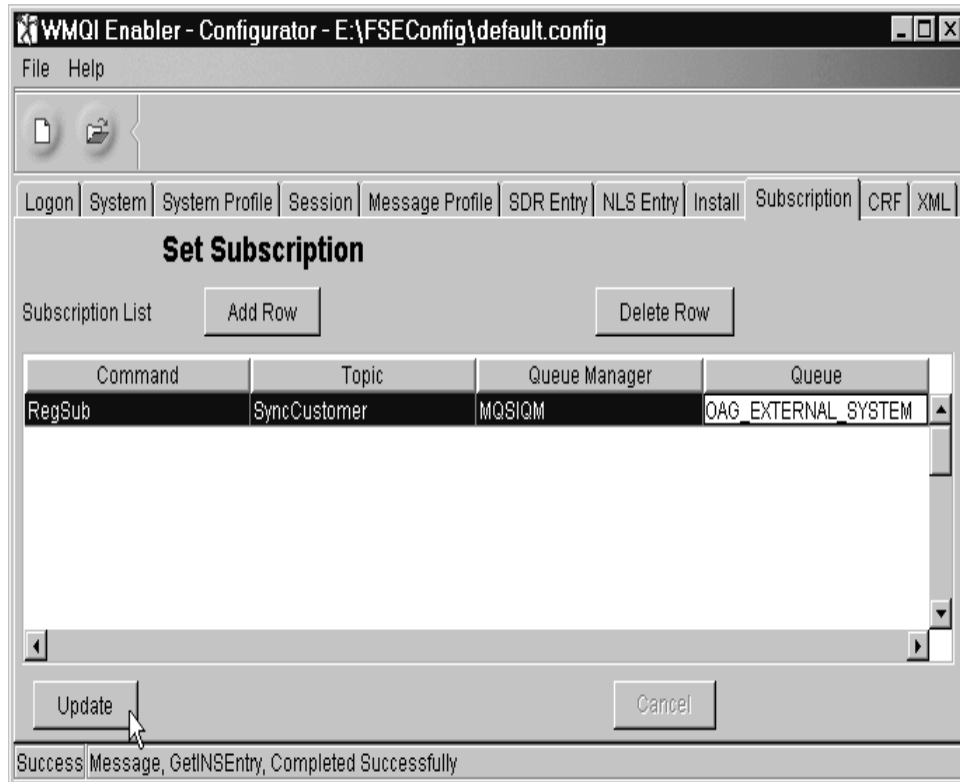 WMQI Enabler - Configurator - E:\FSEConfig\default.config
File Help
Logon System System Profile Session Message Profile SDR Entry NLS Entry Install Subscription CRF XML
Set Subscription
Subscription List Add Row Delete Row
Command Topic Queue Manager Queue
RegSub SyncCustomer MQSIQM OAG_EXTERNAL_SYSTEM
Update Cancel
Success Message, GetINSEntry, Completed Successfully